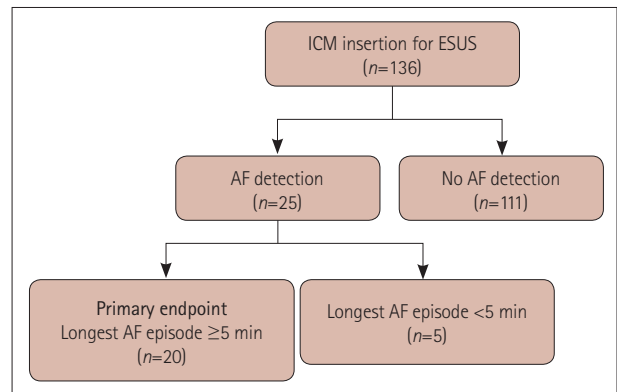 ICM insertion for ESUS
(n=136)
AF detection
(n=25)
No AF detection
(n=111)
Primary endpoint
Longest AF episode ≥5 min
(n=20)
Longest AF episode <5 min
(n=5)